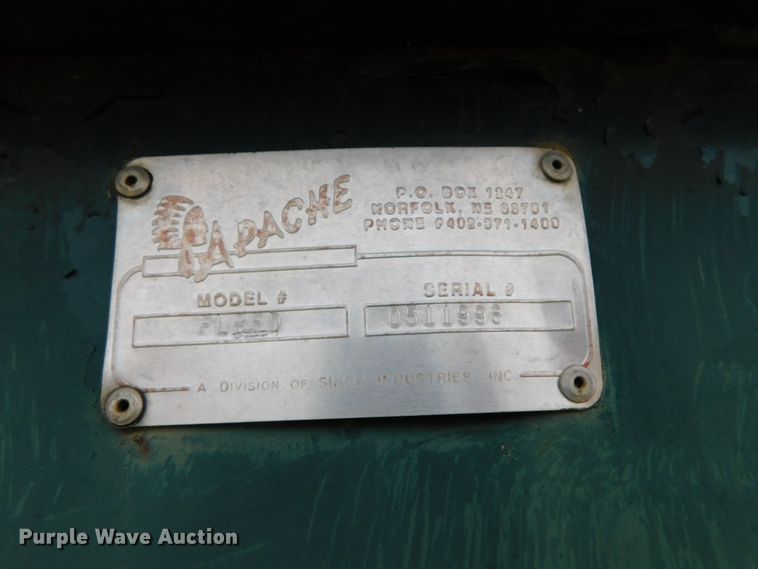 APACHE
P.O. BOX 1347
NORFOLK, NE 68701
PHONE #402-371-1400
MODEL #
SERIAL #
0511996
A DIVISION OF INDUSTRIES, INC.
Purple Wave Auction